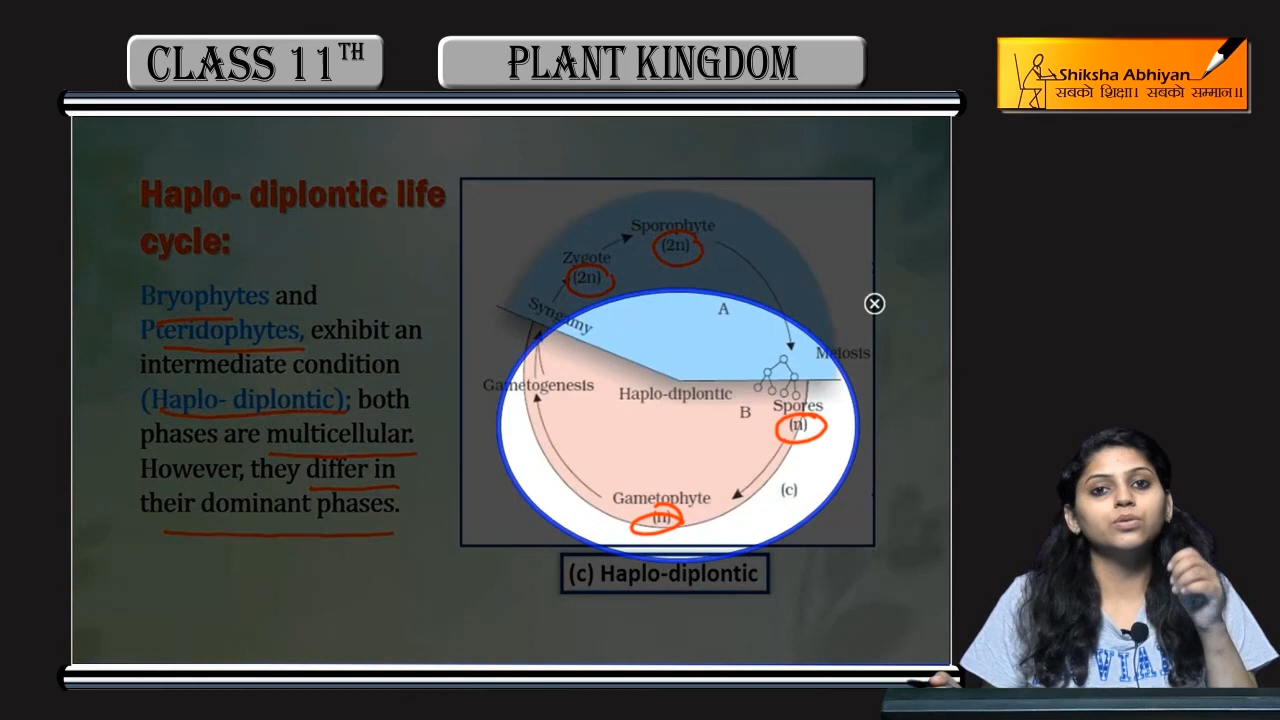 CLASS 11TH
PLANT KINGDOM
Shiksha Abhiyan
सबको शिक्षा। सबको सम्मान॥
Haplo- diplontic life
cycle:
Bryophytes and
Pteridophytes, exhibit an
intermediate condition
(Haplo- diplontic); both
phases are multicellular.
However, they differ in
their dominant phases.
Sporophyte
(2n)
Zygote
(2n)
Syngamy
A
Meiosis
Gametogenesis
Haplo-diplontic
B
Spores
(n)
(c)
Gametophyte
(n)
(c) Haplo-diplontic
VIA